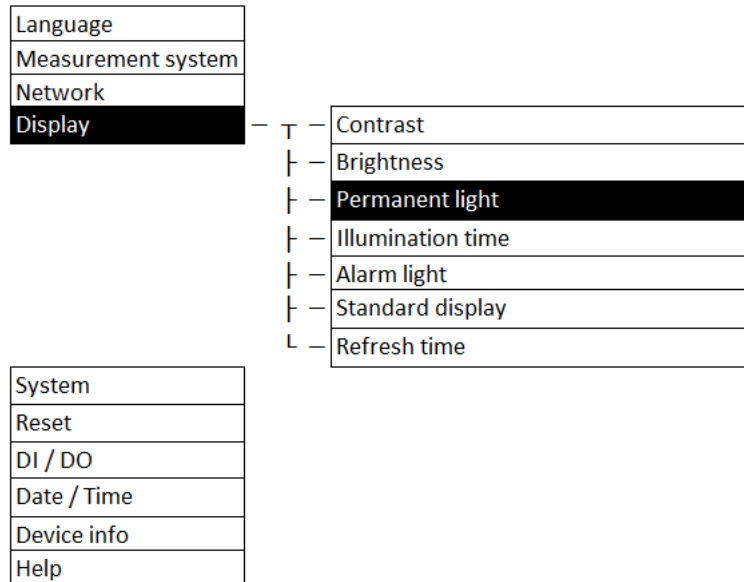 Language
Measurement system
Network
Display
Contrast
Brightness
Permanent light
Illumination time
Alarm light
Standard display
Refresh time
System
Reset
DI / DO
Date / Time
Device info
Help